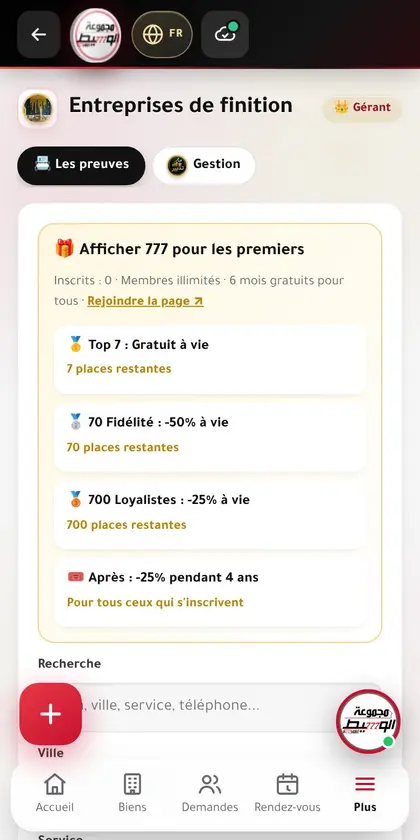 مجموعة
الوسيط
FR
Entreprises de finition
Gérant
Les preuves
Gestion
Afficher 777 pour les premiers
Inscrits : 0 · Membres illimités · 6 mois gratuits pour
tous · Rejoindre la page ↗
Top 7 : Gratuit à vie
7 places restantes
70 Fidélité : -50% à vie
70 places restantes
700 Loyalistes : -25% à vie
700 places restantes
Après : -25% pendant 4 ans
Pour tous ceux qui s'inscrivent
Recherche
, ville, service, téléphone...
مجموعة
الوسيط
Ville
Accueil
Biens
Demandes
Rendez-vous
Plus
Service